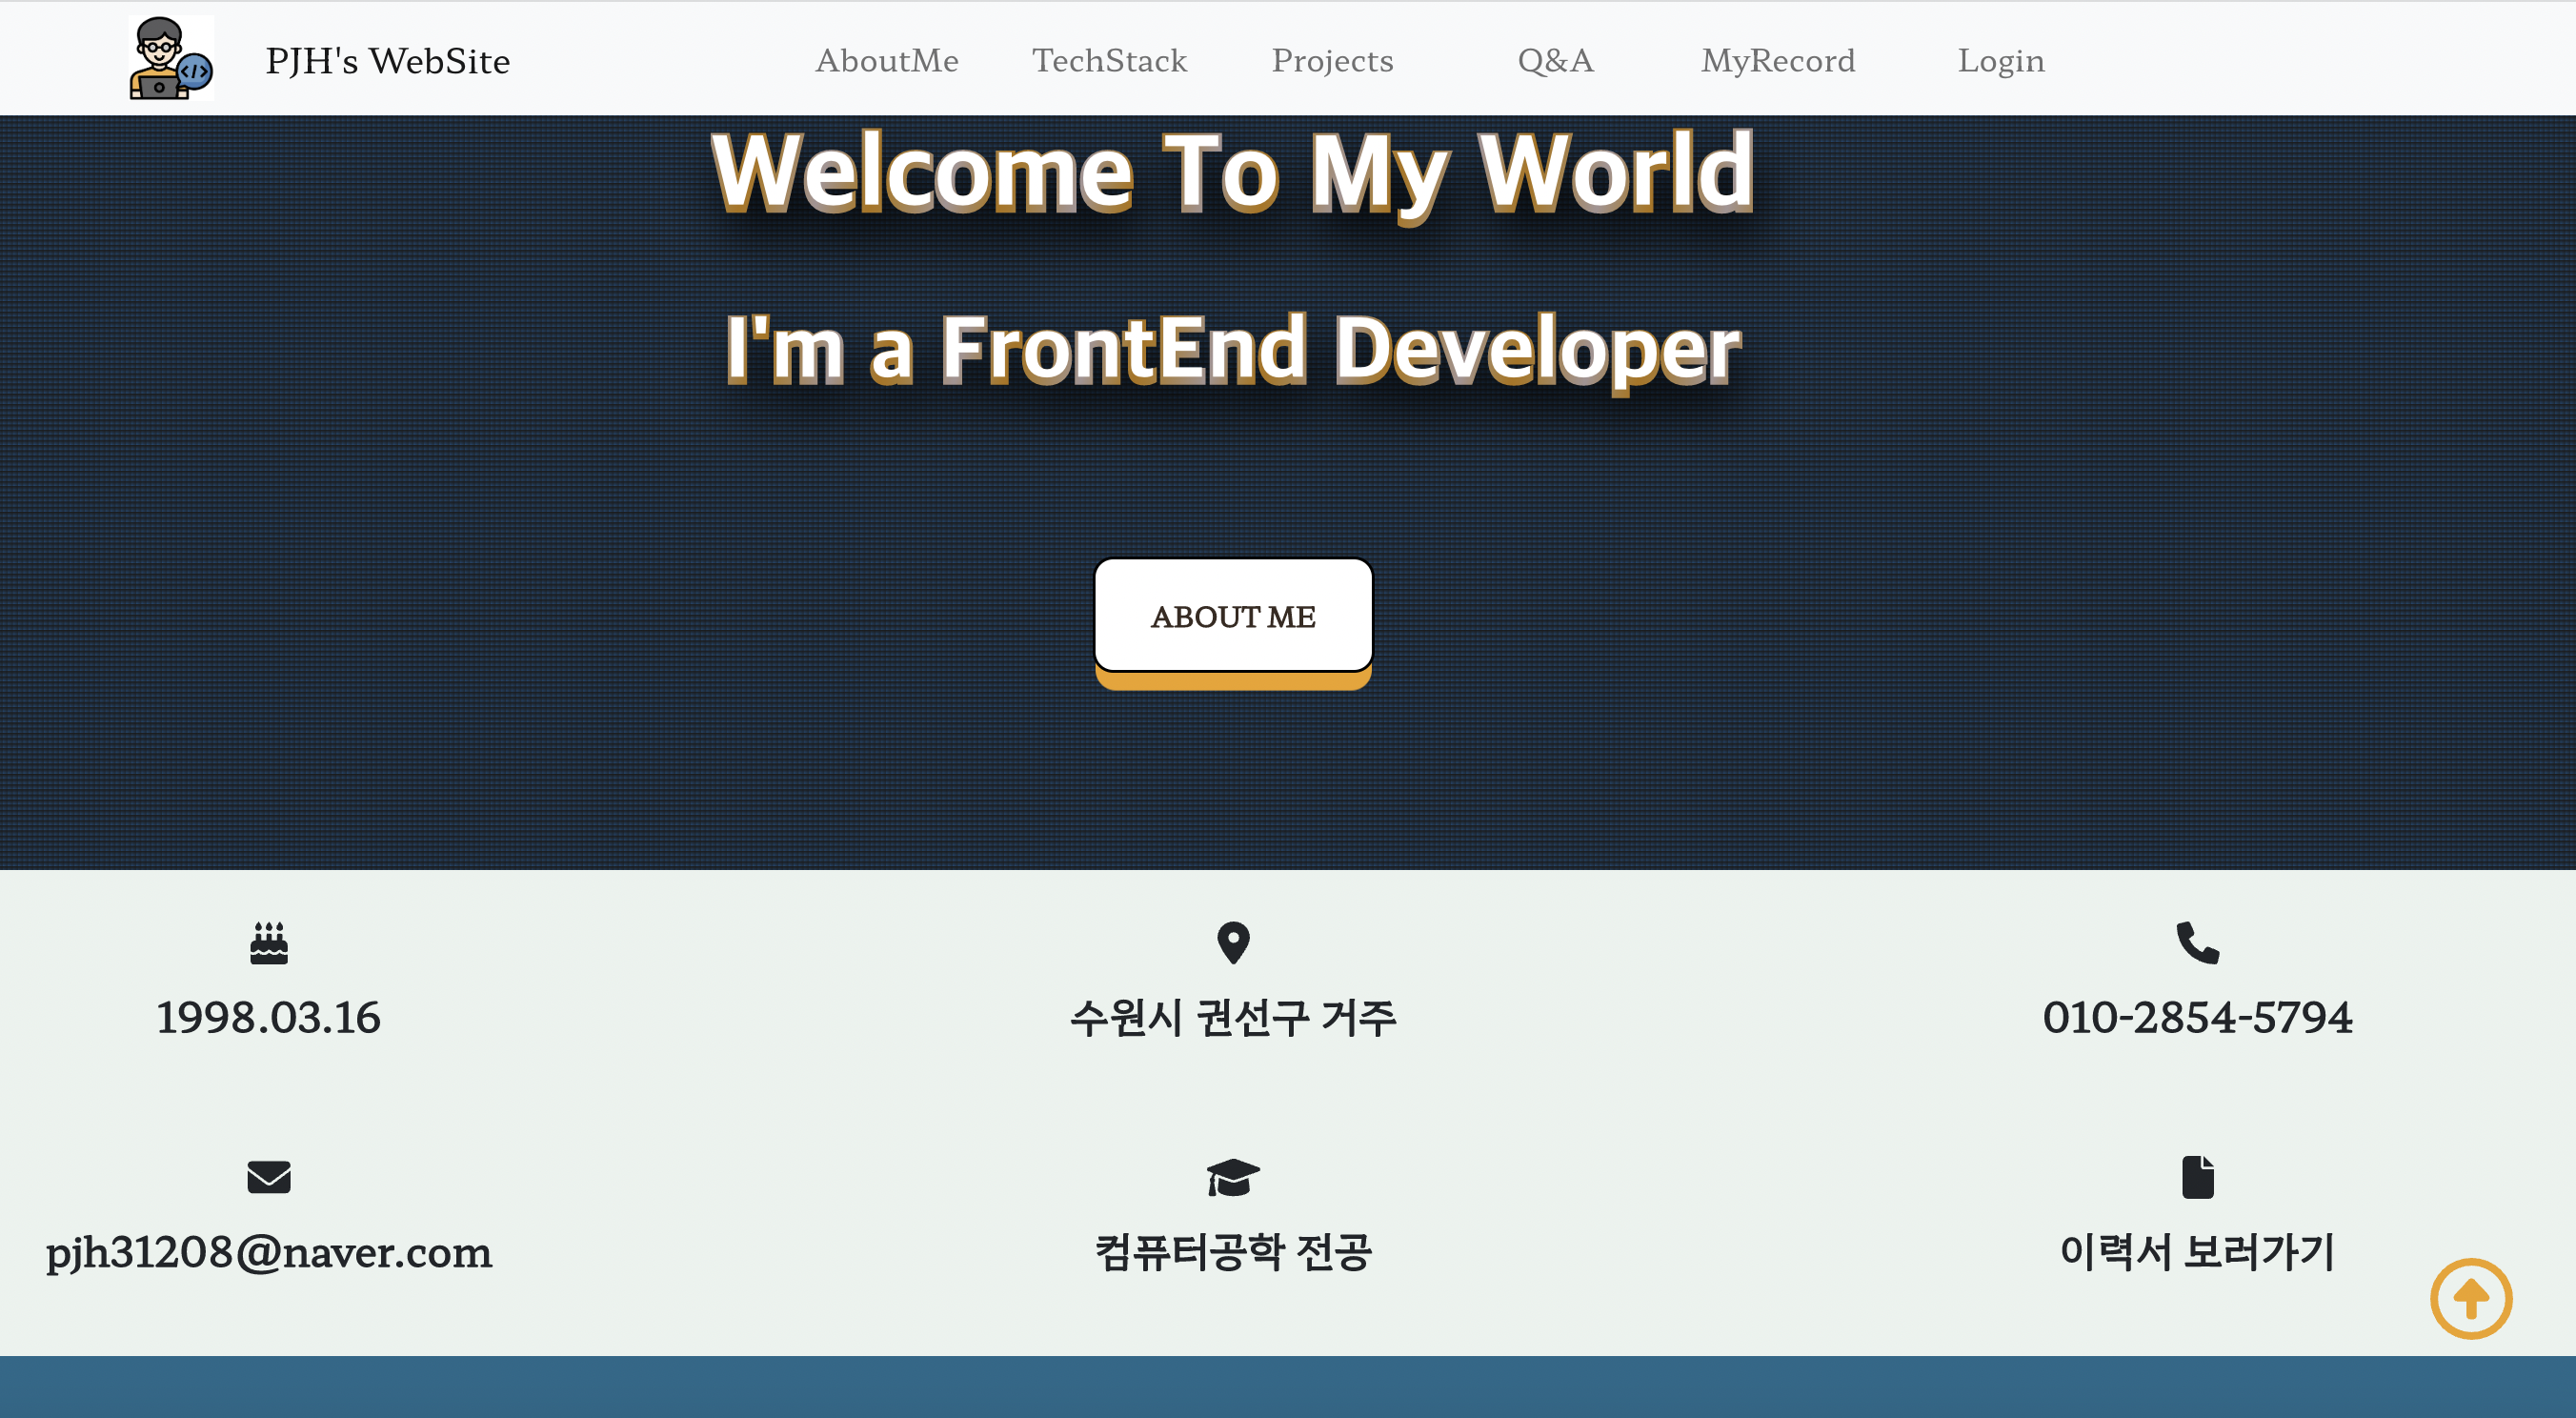 PJH's WebSite AboutMe TechStack Projects Q&A MyRecord Login
Welcome To My World
I'm a FrontEnd Developer
ABOUT ME
1998.03.16 수원시 권선구 거주 010-2854-5794
pjh31208@naver.com 컴퓨터공학 전공 이력서 보러가기